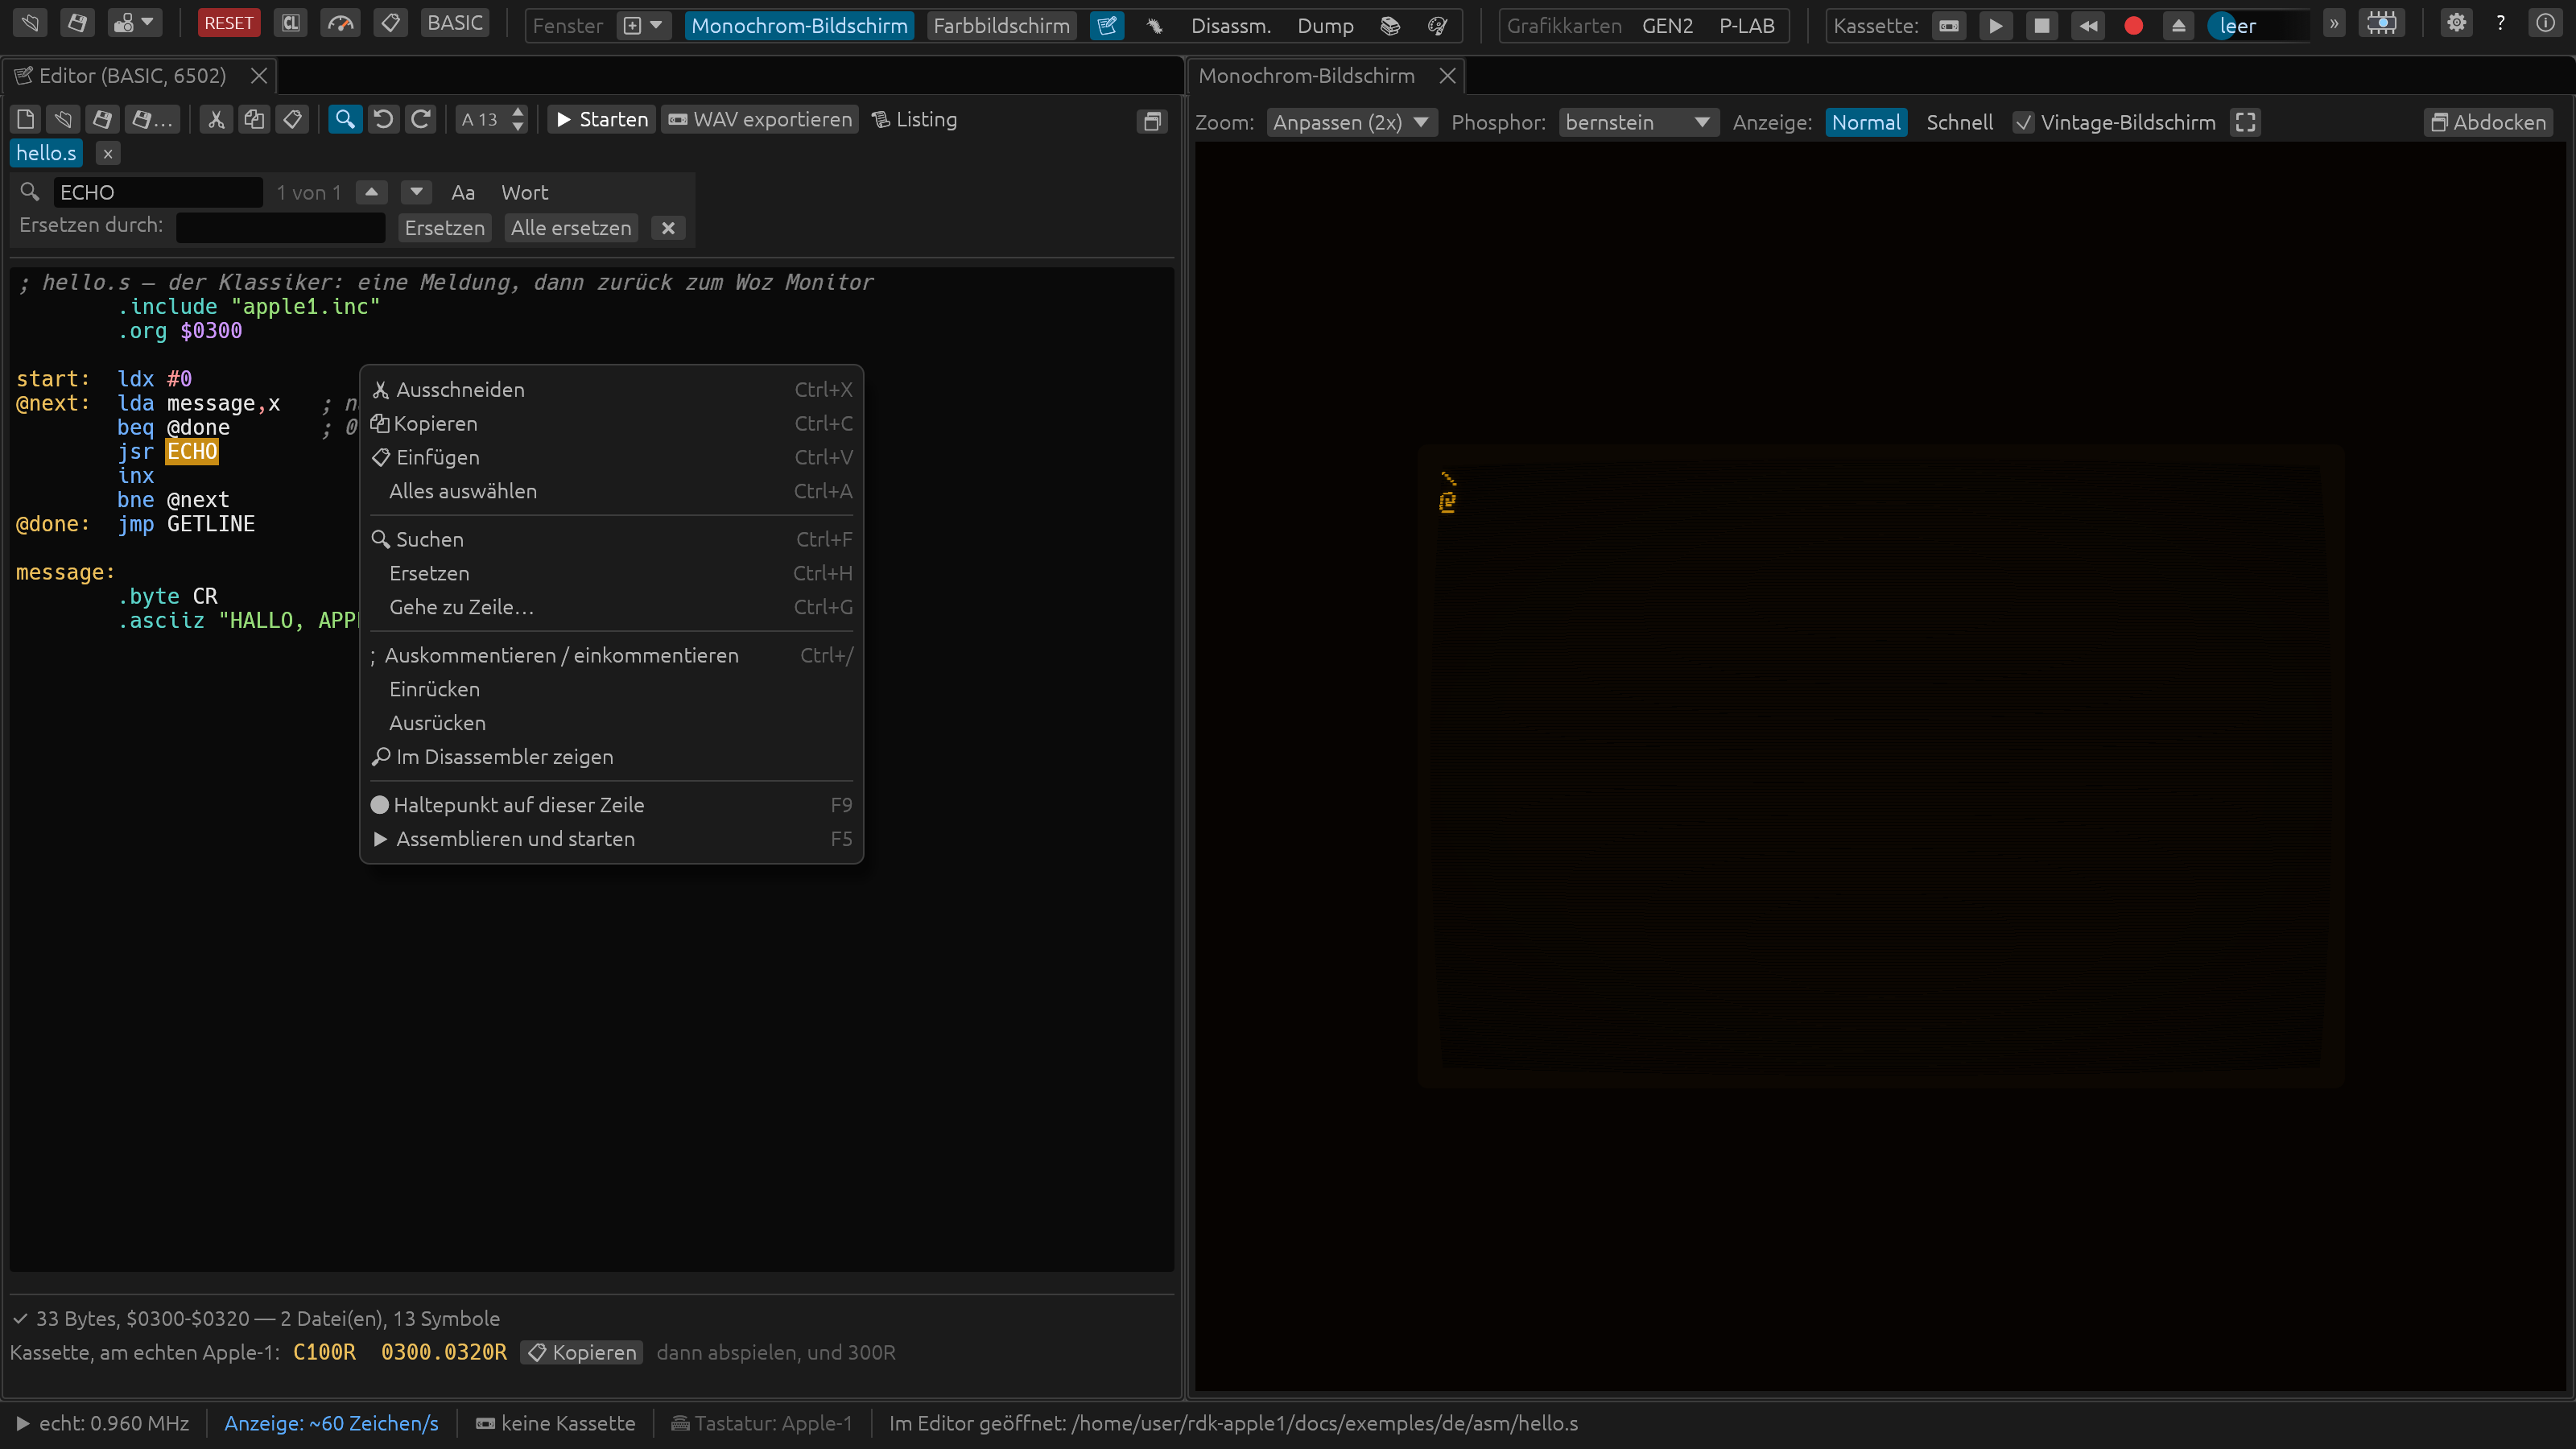 RESET BASIC Fenster Monochrom-Bildschirm Farbbildschirm Disassm. Dump Grafikkarten GEN2 P-LAB Kassette: leer » ?
Editor (BASIC, 6502)
A 13 Starten WAV exportieren Listing
hello.s ×
ECHO 1 von 1 Aa Wort
Ersetzen durch: Ersetzen Alle ersetzen
; hello.s — der Klassiker: eine Meldung, dann zurück zum Woz Monitor
.include "apple1.inc"
.org $0300
start: ldx #0
@next: lda message,x ;
beq @done ; 0
jsr ECHO
inx
bne @next
@done: jmp GETLINE
message:
.byte CR
.asciiz "HALLO,
Ausschneiden Ctrl+X
Kopieren Ctrl+C
Einfügen Ctrl+V
Alles auswählen Ctrl+A
Suchen Ctrl+F
Ersetzen Ctrl+H
Gehe zu Zeile... Ctrl+G
; Auskommentieren / einkommentieren Ctrl+/
Einrücken
Ausrücken
Im Disassembler zeigen
Haltepunkt auf dieser Zeile F9
Assemblieren und starten F5
✓ 33 Bytes, $0300-$0320 — 2 Datei(en), 13 Symbole
Kassette, am echten Apple-1: C100R 0300.0320R Kopieren dann abspielen, und 300R
Monochrom-Bildschirm
Zoom: Anpassen (2x) Phosphor: bernstein Anzeige: Normal Schnell ✓ Vintage-Bildschirm Abdocken
\
@
echt: 0.960 MHz Anzeige: ~60 Zeichen/s keine Kassette Tastatur: Apple-1 Im Editor geöffnet: /home/user/rdk-apple1/docs/exemples/de/asm/hello.s